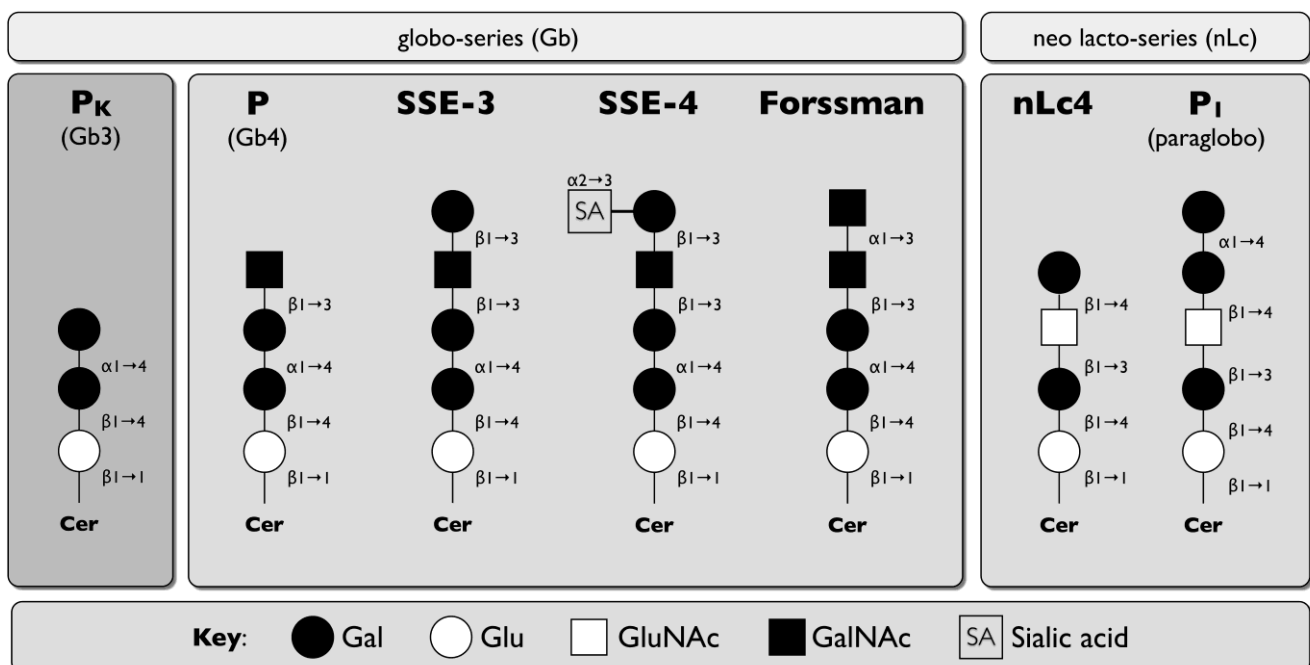 globo-series (Gb)
neo lacto-series (nLc)
PK
(Gb3)
P
(Gb4)
SSE-3
SSE-4
Forssman
nLc4
P1
(paraglobo)
α1→4
β1→4
β1→1
Cer
β1→3
α1→4
β1→4
β1→1
Cer
β1→3
β1→3
α1→4
β1→4
β1→1
Cer
α2→3
SA
β1→3
β1→3
α1→4
β1→4
β1→1
Cer
α1→3
β1→3
α1→4
β1→4
β1→1
Cer
β1→4
β1→3
β1→4
β1→1
Cer
α1→4
β1→4
β1→3
β1→4
β1→1
Cer
Key: Gal Glu GluNAc GalNAc SA Sialic acid